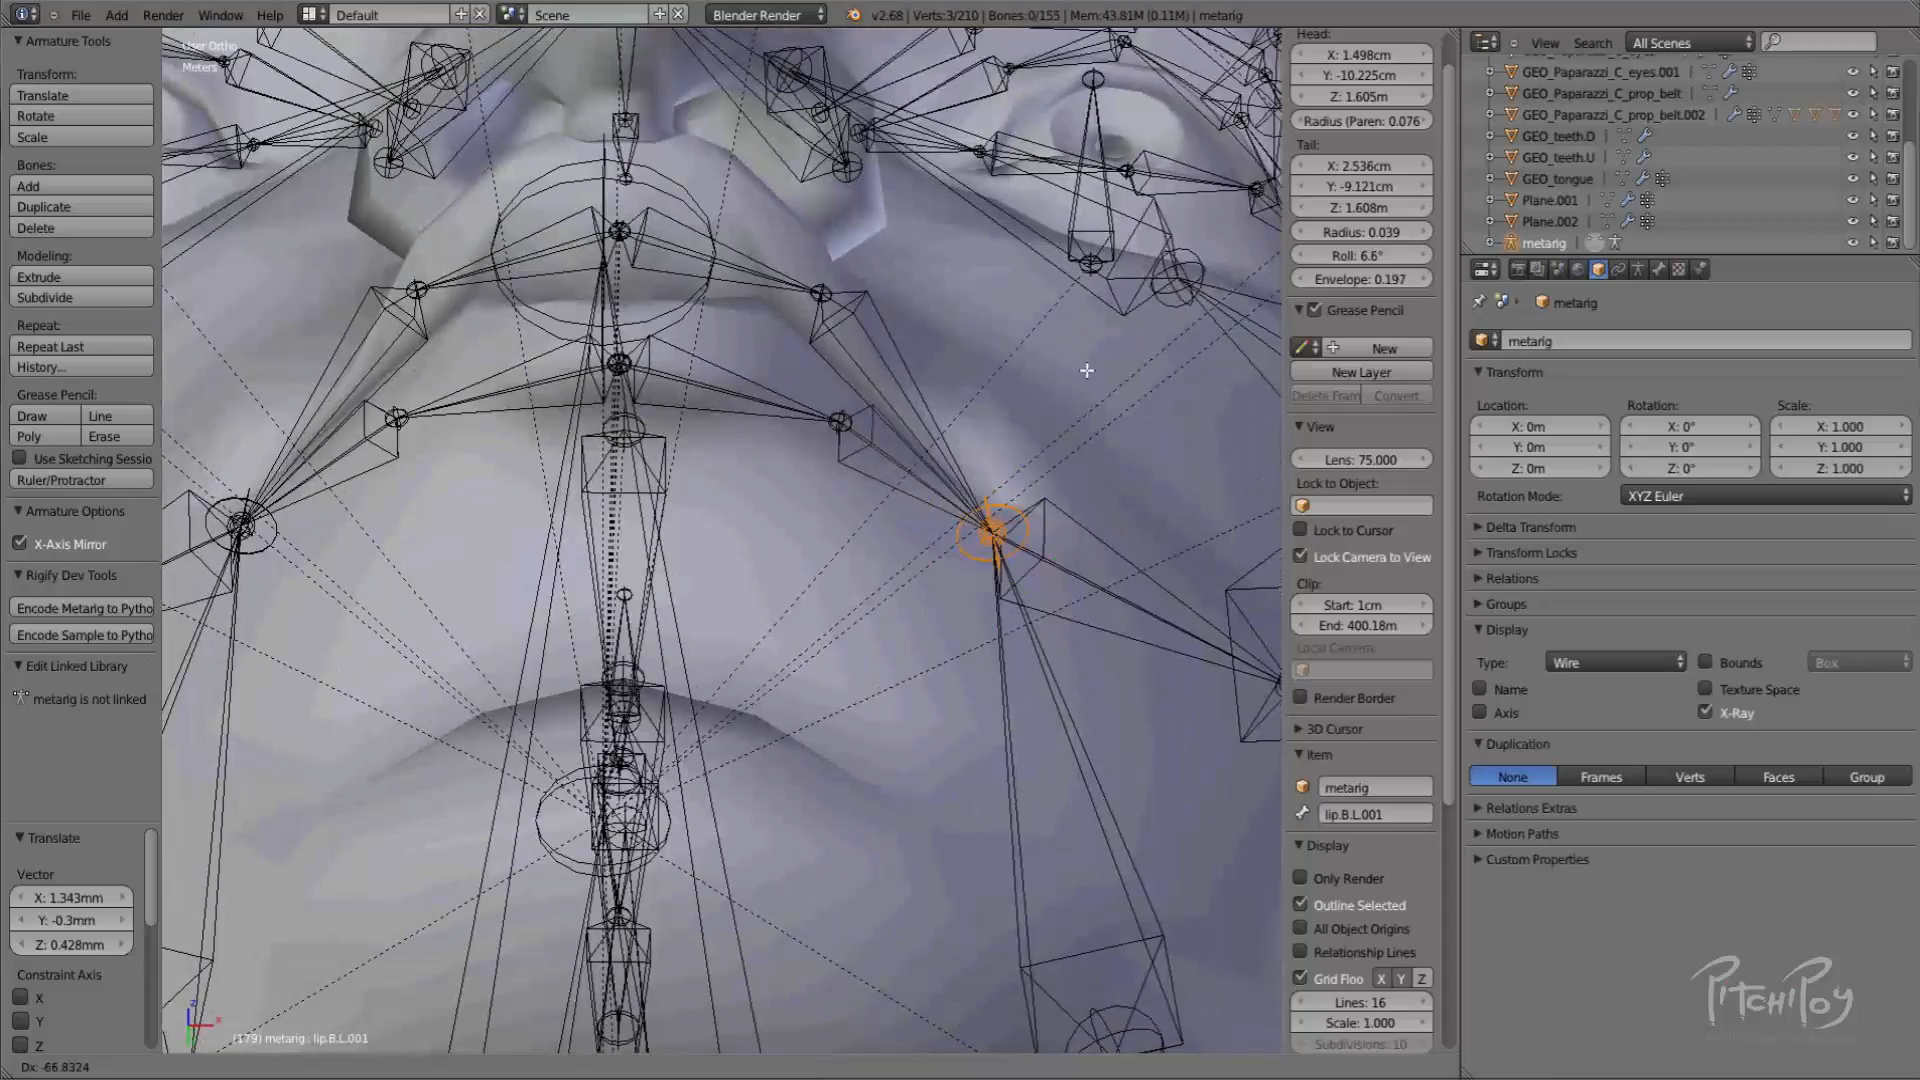 File Add Render Window Help Default Scene Blender Render v2.68 | Verts:3/210 | Bones:0/155 | Mem:43.81M (0.11M) | metarig
Armature Tools
Transform:
Translate
Rotate
Scale
Bones:
Add
Duplicate
Delete
Modeling:
Extrude
Subdivide
Repeat:
Repeat Last
History...
Grease Pencil:
Draw Line
Poly Erase
Use Sketching Sessio
Ruler/Protractor
Armature Options
X-Axis Mirror
Rigify Dev Tools
Encode Metarig to Pytho
Encode Sample to Pytho
Edit Linked Library
metarig is not linked
Translate
Vector
X: 1.343mm
Y: -0.3mm
Z: 0.428mm
Constraint Axis
X
Y
Z
Dx: -66.8324
User Ortho
Meters
(179) metarig : lip.B.L.001
Head:
X: 1.498cm
Y: -10.225cm
Z: 1.605m
Radius (Paren: 0.076
Tail:
X: 2.536cm
Y: -9.121cm
Z: 1.608m
Radius: 0.039
Roll: 6.6°
Envelope: 0.197
Grease Pencil
New
New Layer
Delete Fram Convert
View
Lens: 75.000
Lock to Object:
Lock to Cursor
Lock Camera to View
Clip:
Start: 1cm
End: 400.18m
Local Camera:
Render Border
3D Cursor
Item
metarig
lip.B.L.001
Display
Only Render
Outline Selected
All Object Origins
Relationship Lines
Grid Floo X Y Z
Lines: 16
Scale: 1.000
Subdivisions: 10
View Search All Scenes
GEO_Paparazzi_C_eyes.001
GEO_Paparazzi_C_prop_belt
GEO_Paparazzi_C_prop_belt.002
GEO_teeth.D
GEO_teeth.U
GEO_tongue
Plane.001
Plane.002
metarig
metarig
metarig
Transform
Location: Rotation: Scale:
X: 0m X: 0° X: 1.000
Y: 0m Y: 0° Y: 1.000
Z: 0m Z: 0° Z: 1.000
Rotation Mode: XYZ Euler
Delta Transform
Transform Locks
Relations
Groups
Display
Type: Wire Bounds Box
Name Texture Space
Axis X-Ray
Duplication
None Frames Verts Faces Group
Relations Extras
Motion Paths
Custom Properties
PitchiPoy